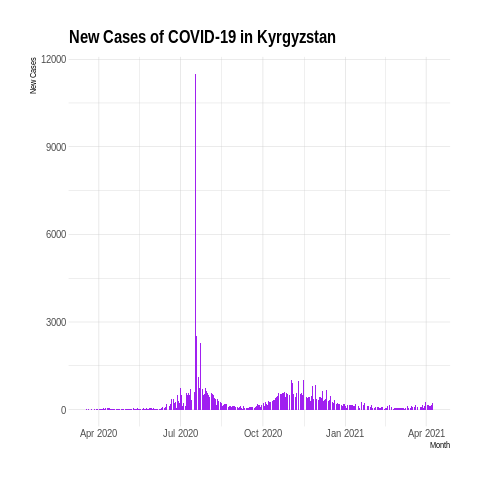 New Cases of COVID-19 in Kyrgyzstan
New Cases
12000
9000
6000
3000
0
Apr 2020
Jul 2020
Oct 2020
Jan 2021
Apr 2021
Month